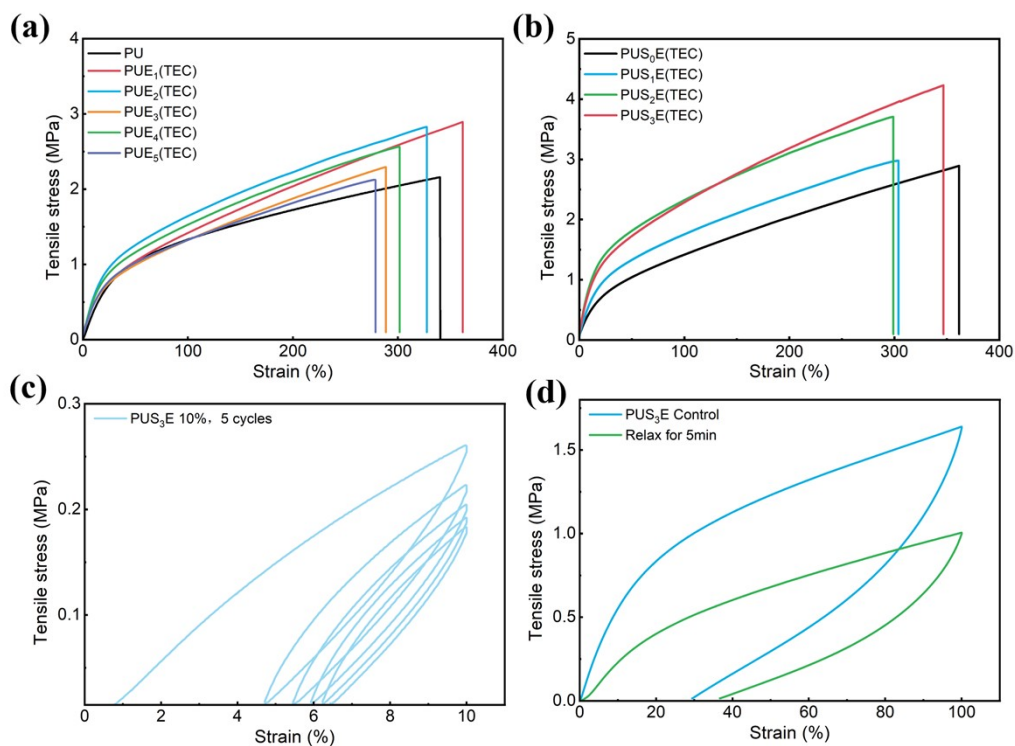 (a)
PU
PUE₁(TEC)
PUE₂(TEC)
PUE₃(TEC)
PUE₄(TEC)
PUE₅(TEC)
Tensile stress (MPa)
4
3
2
1
0
0 100 200 300 400
Strain (%)
(b)
PUS₀E(TEC)
PUS₁E(TEC)
PUS₂E(TEC)
PUS₃E(TEC)
Tensile stress (MPa)
5
4
3
2
1
0
0 100 200 300 400
Strain (%)
(c)
PUS₃E 10%, 5 cycles
Tensile stress (MPa)
0.3
0.2
0.1
0 2 4 6 8 10
Strain (%)
(d)
PUS₃E Control
Relax for 5min
Tensile stress (MPa)
1.5
1.0
0.5
0.0
0 20 40 60 80 100
Strain (%)